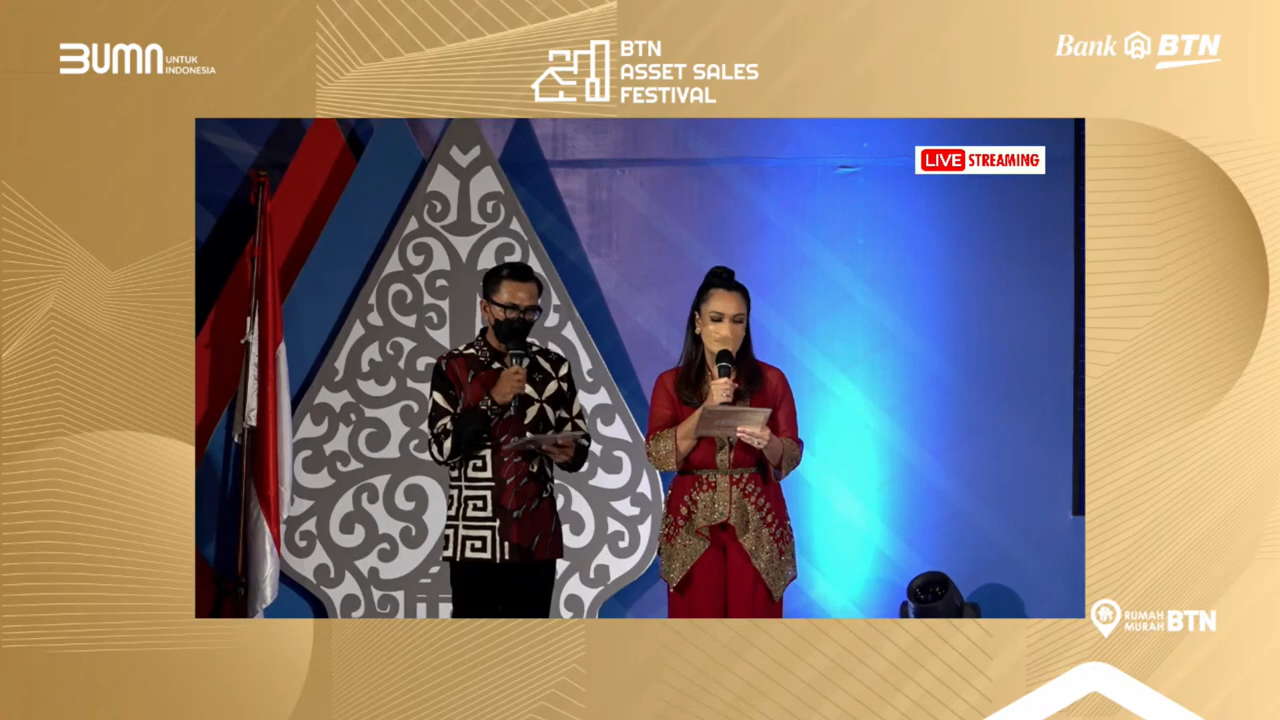 BUMN
UNTUK
INDONESIA
BTN
ASSET SALES
FESTIVAL
Bank BTN
LIVE STREAMING
RUMAH
MURAH BTN